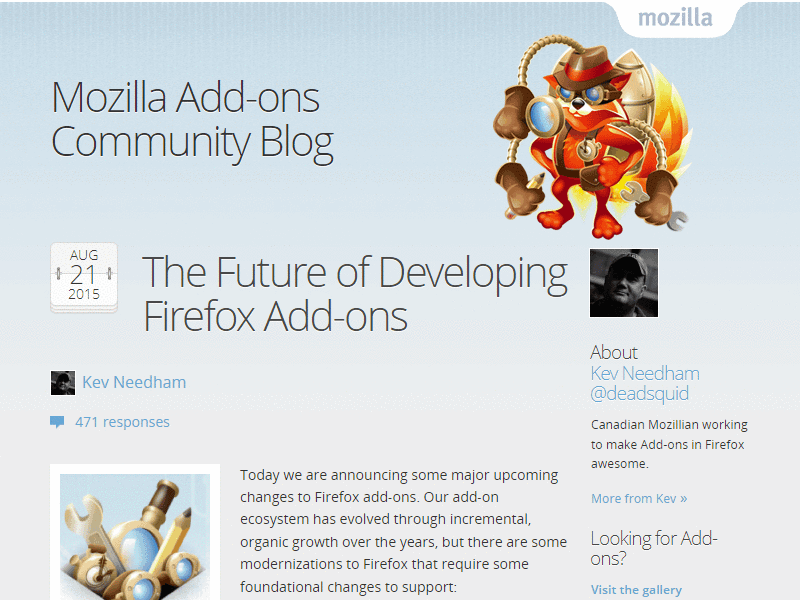 mozilla
Mozilla Add-ons
Community Blog
AUG
21
2015
The Future of Developing
Firefox Add-ons
Kev Needham
471 responses
Today we are announcing some major upcoming
changes to Firefox add-ons. Our add-on
ecosystem has evolved through incremental,
organic growth over the years, but there are some
modernizations to Firefox that require some
foundational changes to support:
About
Kev Needham
@deadsquid
Canadian Mozillian working
to make Add-ons in Firefox
awesome.
More from Kev »
Looking for Add-
ons?
Visit the gallery